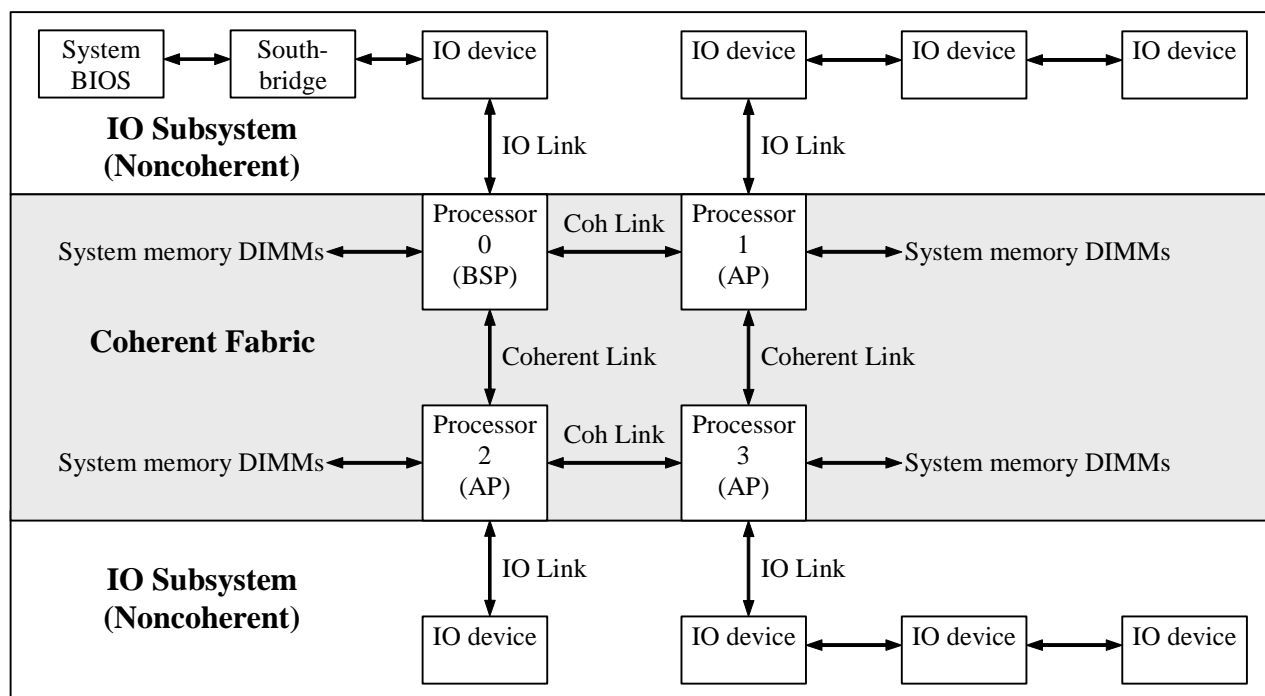 System
BIOS
South-
bridge
IO device
IO device
IO device
IO device
IO Subsystem
(Noncoherent)
IO Link
IO Link
Processor
0
(BSP)
Coh Link
Processor
1
(AP)
System memory DIMMs
System memory DIMMs
Coherent Fabric
Coherent Link
Coherent Link
Processor
2
(AP)
Coh Link
Processor
3
(AP)
System memory DIMMs
System memory DIMMs
IO Subsystem
(Noncoherent)
IO Link
IO Link
IO device
IO device
IO device
IO device